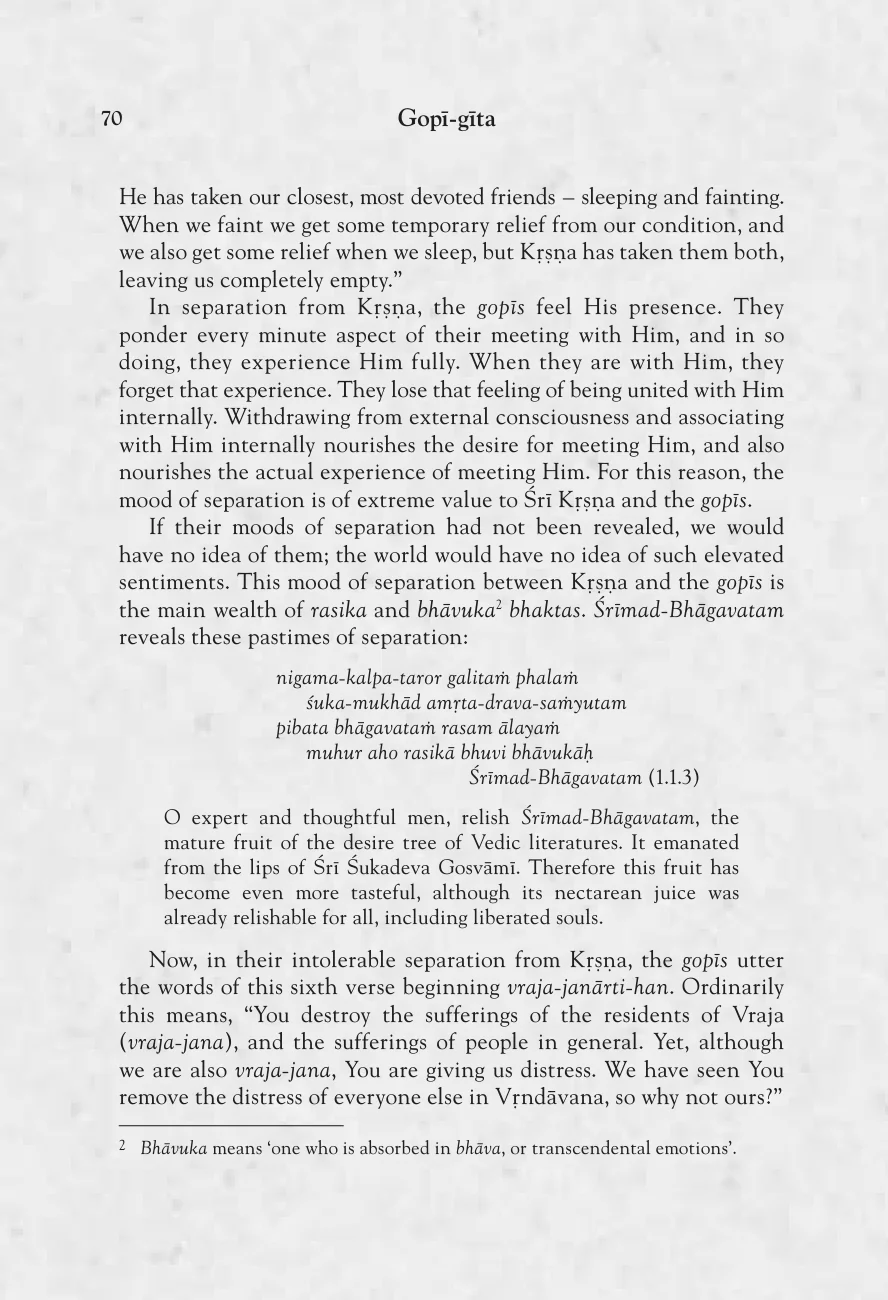 70
Gopī-gīta
He has taken our closest, most devoted friends – sleeping and fainting.
When we faint we get some temporary relief from our condition, and
we also get some relief when we sleep, but Kṛṣṇa has taken them both,
leaving us completely empty.”
In separation from Kṛṣṇa, the gopīs feel His presence. They
ponder every minute aspect of their meeting with Him, and in so
doing, they experience Him fully. When they are with Him, they
forget that experience. They lose that feeling of being united with Him
internally. Withdrawing from external consciousness and associating
with Him internally nourishes the desire for meeting Him, and also
nourishes the actual experience of meeting Him. For this reason, the
mood of separation is of extreme value to Śrī Kṛṣṇa and the gopīs.
If their moods of separation had not been revealed, we would
have no idea of them; the world would have no idea of such elevated
sentiments. This mood of separation between Kṛṣṇa and the gopīs is
the main wealth of rasika and bhāvuka² bhaktas. Śrīmad-Bhāgavatam
reveals these pastimes of separation:
nigama-kalpa-taror galitaṁ phalaṁ
śuka-mukhād amṛta-drava-saṁyutam
pibata bhāgavataṁ rasam ālayaṁ
muhur aho rasikā bhuvi bhāvukāḥ
Śrīmad-Bhāgavatam (1.1.3)
O expert and thoughtful men, relish Śrīmad-Bhāgavatam, the
mature fruit of the desire tree of Vedic literatures. It emanated
from the lips of Śrī Śukadeva Gosvāmī. Therefore this fruit has
become even more tasteful, although its nectarean juice was
already relishable for all, including liberated souls.
Now, in their intolerable separation from Kṛṣṇa, the gopīs utter
the words of this sixth verse beginning vraja-janārti-han. Ordinarily
this means, “You destroy the sufferings of the residents of Vraja
(vraja-jana), and the sufferings of people in general. Yet, although
we are also vraja-jana, You are giving us distress. We have seen You
remove the distress of everyone else in Vṛndāvana, so why not ours?”
2 Bhāvuka means ‘one who is absorbed in bhāva, or transcendental emotions’.